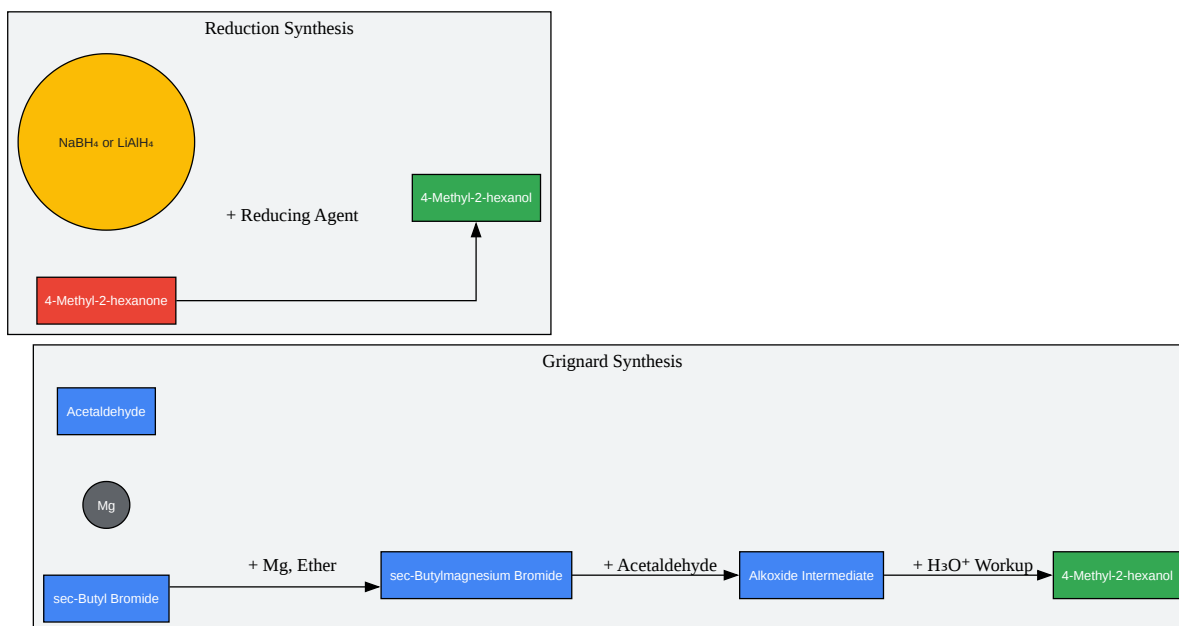 Reduction Synthesis
NaBH₄ or LiAlH₄
4-Methyl-2-hexanol
+ Reducing Agent
4-Methyl-2-hexanone
Grignard Synthesis
Acetaldehyde
Mg
sec-Butyl Bromide
+ Mg, Ether
sec-Butylmagnesium Bromide
+ Acetaldehyde
Alkoxide Intermediate
+ H₃O⁺ Workup
4-Methyl-2-hexanol